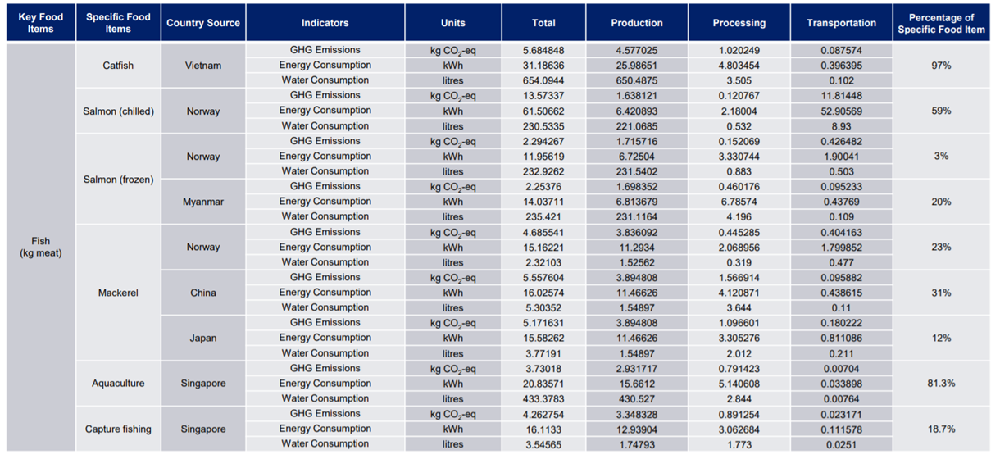 Key Food Items | Specific Food Items | Country Source | Indicators | Units | Total | Production | Processing | Transportation | Percentage of Specific Food Item
Fish (kg meat) | Catfish | Vietnam | GHG Emissions | kg CO2-eq | 5.684848 | 4.577025 | 1.020249 | 0.087574 | 97%
Energy Consumption | kWh | 31.18636 | 25.98651 | 4.803454 | 0.396395
Water Consumption | litres | 654.0944 | 650.4875 | 3.505 | 0.102
Salmon (chilled) | Norway | GHG Emissions | kg CO2-eq | 13.57337 | 1.638121 | 0.120767 | 11.81448 | 59%
Energy Consumption | kWh | 61.50662 | 6.420893 | 2.18004 | 52.90569
Water Consumption | litres | 230.5335 | 221.0685 | 0.532 | 8.93
Salmon (frozen) | Norway | GHG Emissions | kg CO2-eq | 2.294267 | 1.715716 | 0.152069 | 0.426482 | 3%
Energy Consumption | kWh | 11.95619 | 6.72504 | 3.330744 | 1.90041
Water Consumption | litres | 232.9262 | 231.5402 | 0.883 | 0.503
Myanmar | GHG Emissions | kg CO2-eq | 2.25376 | 1.698352 | 0.460176 | 0.095233 | 20%
Energy Consumption | kWh | 14.03711 | 6.813679 | 6.78574 | 0.43769
Water Consumption | litres | 235.421 | 231.1164 | 4.196 | 0.109
Mackerel | Norway | GHG Emissions | kg CO2-eq | 4.685541 | 3.836092 | 0.445285 | 0.404163 | 23%
Energy Consumption | kWh | 15.16221 | 11.2934 | 2.068956 | 1.799852
Water Consumption | litres | 2.32103 | 1.52562 | 0.319 | 0.477
China | GHG Emissions | kg CO2-eq | 5.557604 | 3.894808 | 1.566914 | 0.095882 | 31%
Energy Consumption | kWh | 16.02574 | 11.46626 | 4.120871 | 0.438615
Water Consumption | litres | 5.30352 | 1.54897 | 3.644 | 0.11
Japan | GHG Emissions | kg CO2-eq | 5.171631 | 3.894808 | 1.096601 | 0.180222 | 12%
Energy Consumption | kWh | 15.58262 | 11.46626 | 3.305276 | 0.811086
Water Consumption | litres | 3.77191 | 1.54897 | 2.012 | 0.211
Aquaculture | Singapore | GHG Emissions | kg CO2-eq | 3.73018 | 2.931717 | 0.791423 | 0.00704 | 81.3%
Energy Consumption | kWh | 20.83571 | 15.6612 | 5.140608 | 0.033898
Water Consumption | litres | 433.3783 | 430.527 | 2.844 | 0.00764
Capture fishing | Singapore | GHG Emissions | kg CO2-eq | 4.262754 | 3.348328 | 0.891254 | 0.023171 | 18.7%
Energy Consumption | kWh | 16.1133 | 12.93904 | 3.062684 | 0.111578
Water Consumption | litres | 3.54565 | 1.74793 | 1.773 | 0.0251